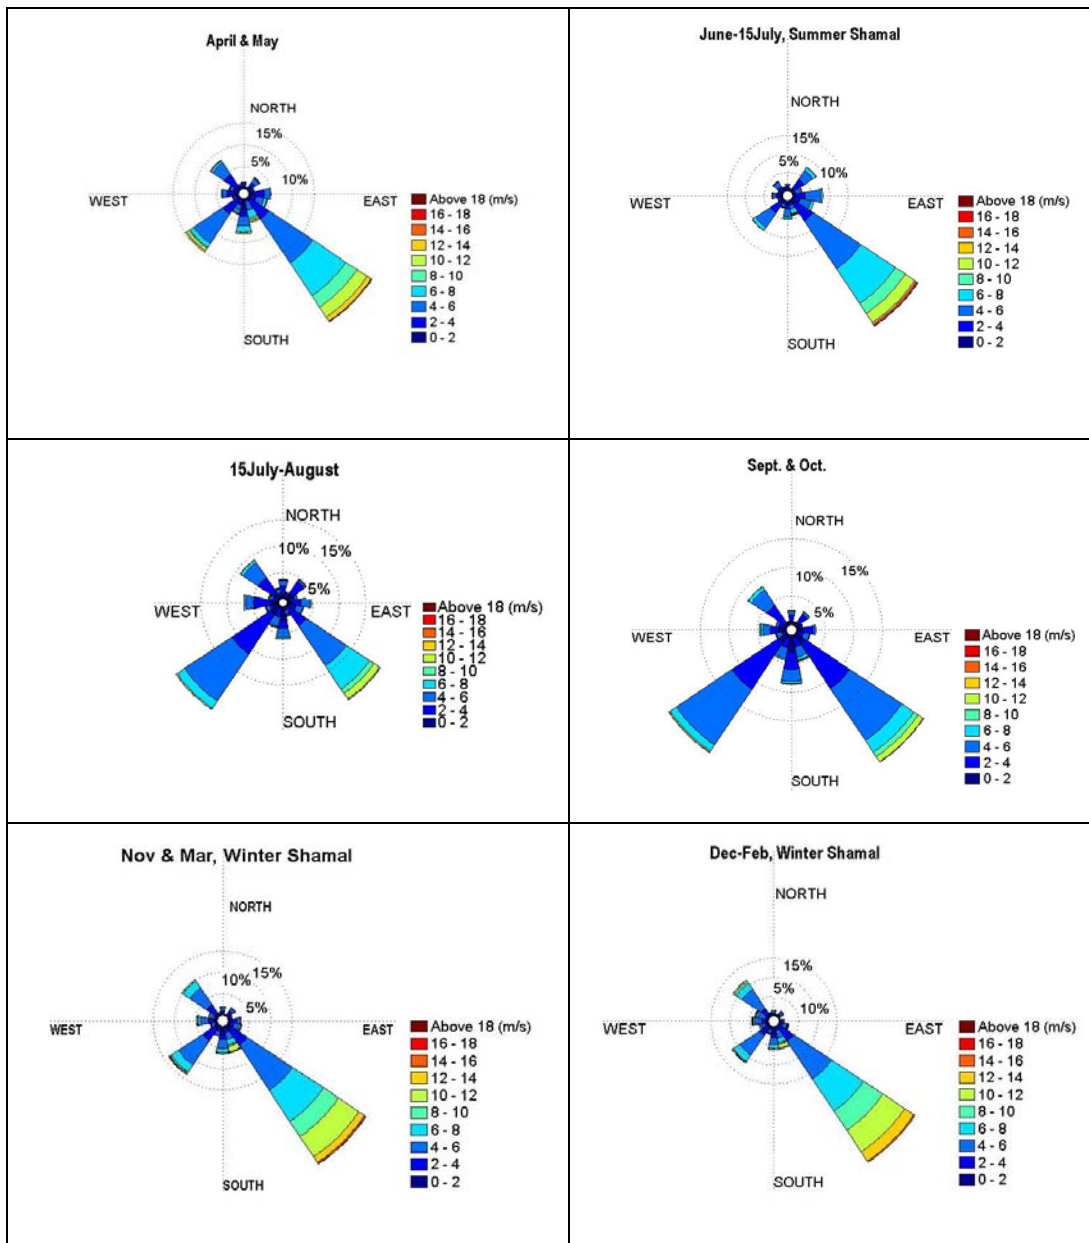 April & May
NORTH
15%
5%
10%
WEST
EAST
Above 18 (m/s)
16 - 18
14 - 16
12 - 14
10 - 12
8 - 10
6 - 8
4 - 6
2 - 4
0 - 2
SOUTH
June-15July, Summer Shamal
NORTH
15%
5%
10%
WEST
EAST
Above 18 (m/s)
16 - 18
14 - 16
12 - 14
10 - 12
8 - 10
6 - 8
4 - 6
2 - 4
0 - 2
SOUTH
15July-August
NORTH
10%
15%
5%
WEST
EAST
Above 18 (m/s)
16 - 18
14 - 16
12 - 14
10 - 12
8 - 10
6 - 8
4 - 6
2 - 4
0 - 2
SOUTH
Sept. & Oct.
NORTH
15%
10%
5%
WEST
EAST
Above 18 (m/s)
16 - 18
14 - 16
12 - 14
10 - 12
8 - 10
6 - 8
4 - 6
2 - 4
0 - 2
SOUTH
Nov & Mar, Winter Shamal
NORTH
15%
10%
5%
WEST
EAST
Above 18 (m/s)
16 - 18
14 - 16
12 - 14
10 - 12
8 - 10
6 - 8
4 - 6
2 - 4
0 - 2
SOUTH
Dec-Feb, Winter Shamal
NORTH
15%
5%
10%
WEST
EAST
Above 18 (m/s)
16 - 18
14 - 16
12 - 14
10 - 12
8 - 10
6 - 8
4 - 6
2 - 4
0 - 2
SOUTH